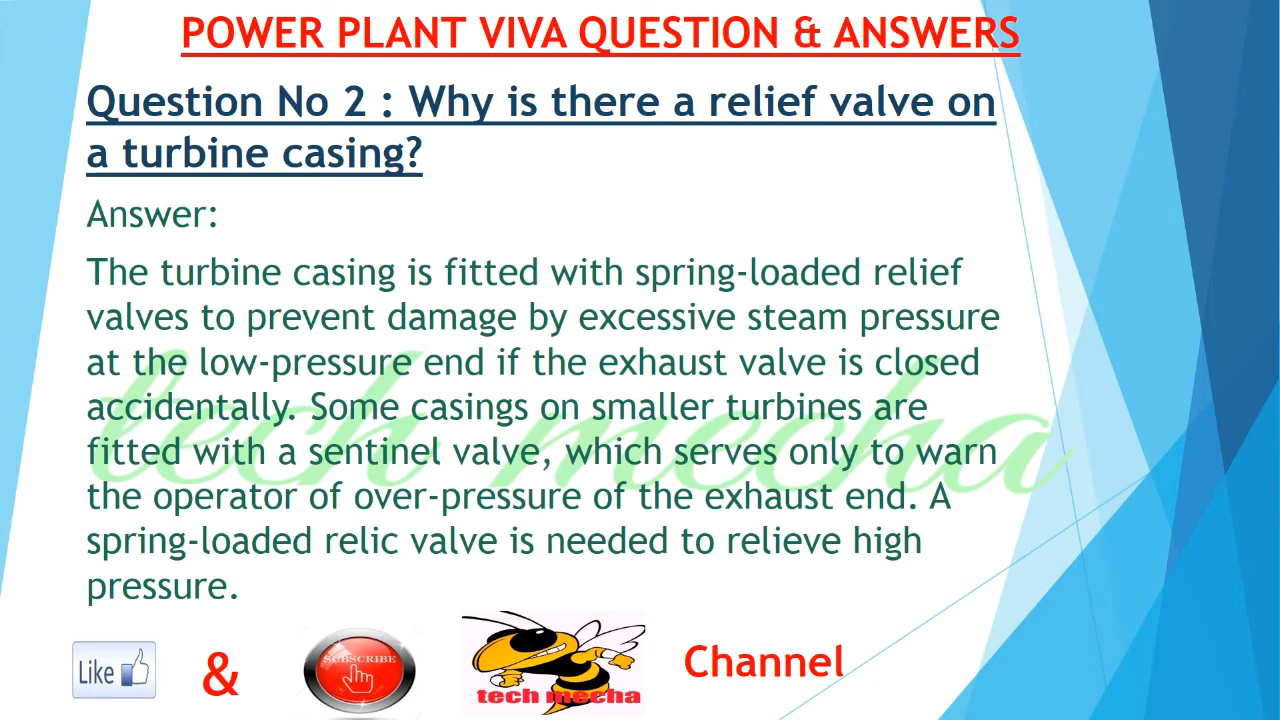 POWER PLANT VIVA QUESTION & ANSWERS
Question No 2 : Why is there a relief valve on
a turbine casing?
Answer:
The turbine casing is fitted with spring-loaded relief
valves to prevent damage by excessive steam pressure
at the low-pressure end if the exhaust valve is closed
accidentally. Some casings on smaller turbines are
fitted with a sentinel valve, which serves only to warn
the operator of over-pressure of the exhaust end. A
spring-loaded relic valve is needed to relieve high
pressure.
tech mecha
Like & SUBSCRIBE tech mecha Channel